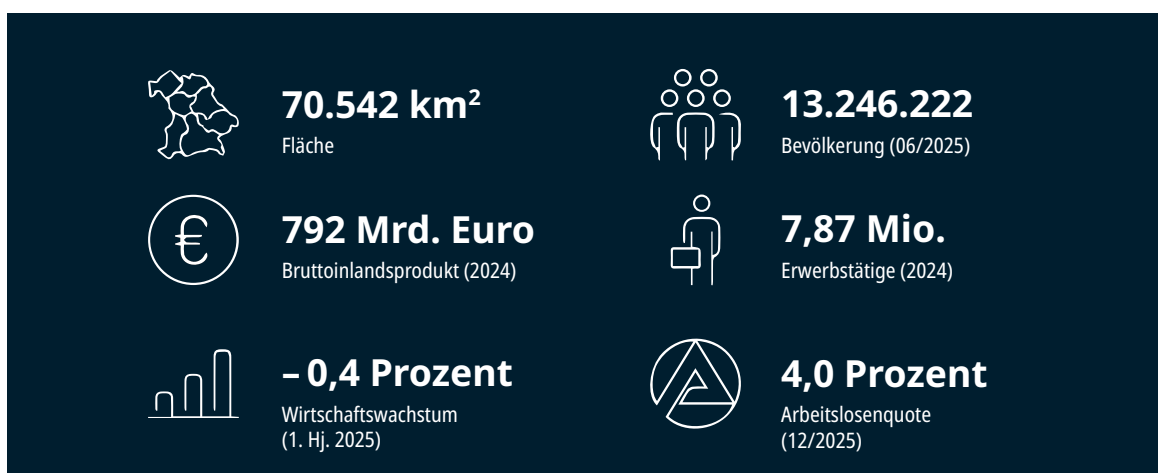 70.542 km²
Fläche
13.246.222
Bevölkerung (06/2025)
€
792 Mrd. Euro
Bruttoinlandsprodukt (2024)
7,87 Mio.
Erwerbstätige (2024)
– 0,4 Prozent
Wirtschaftswachstum
(1. Hj. 2025)
4,0 Prozent
Arbeitslosenquote
(12/2025)